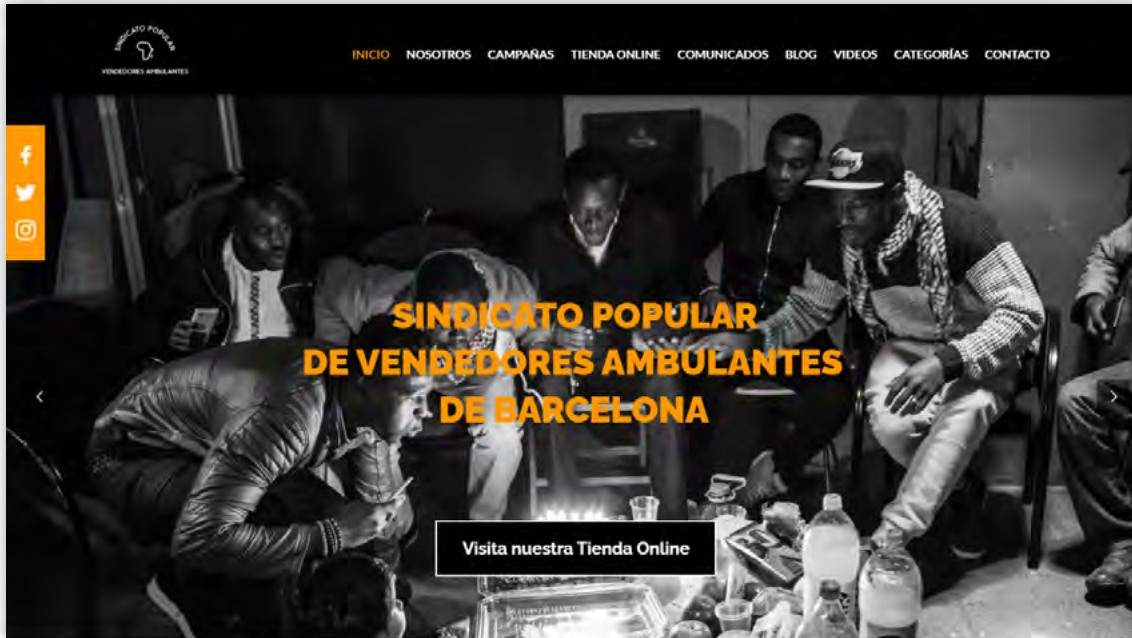 SINDICATO POPULAR
VENDEDORES AMBULANTES
INICIO NOSOTROS CAMPAÑAS TIENDA ONLINE COMUNICADOS BLOG VIDEOS CATEGORÍAS CONTACTO
SINDICATO POPULAR
DE VENDEDORES AMBULANTES
DE BARCELONA
Visita nuestra Tienda Online